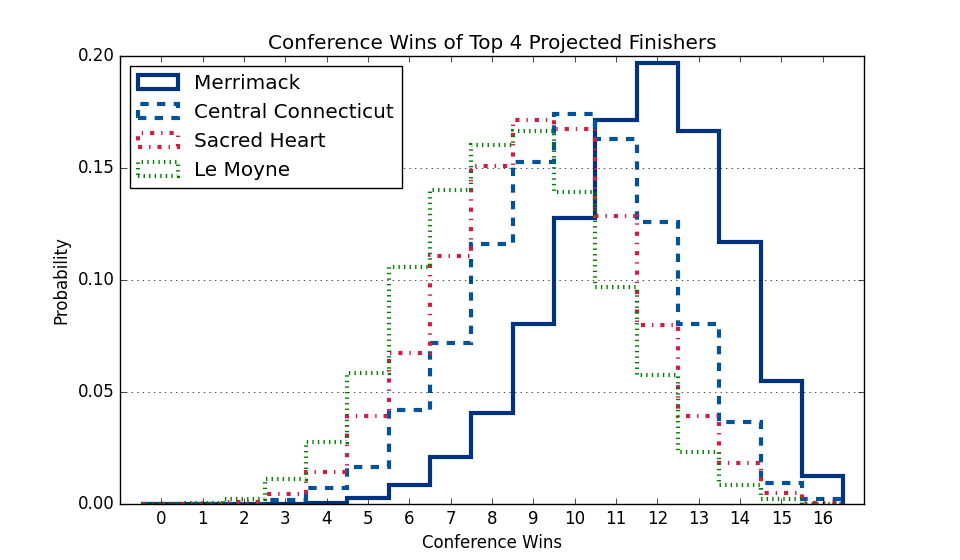 Conference Wins of Top 4 Projected Finishers
Merrimack
Central Connecticut
Sacred Heart
Le Moyne
0.20
0.15
0.10
0.05
0.00
Probability
0 1 2 3 4 5 6 7 8 9 10 11 12 13 14 15 16
Conference Wins